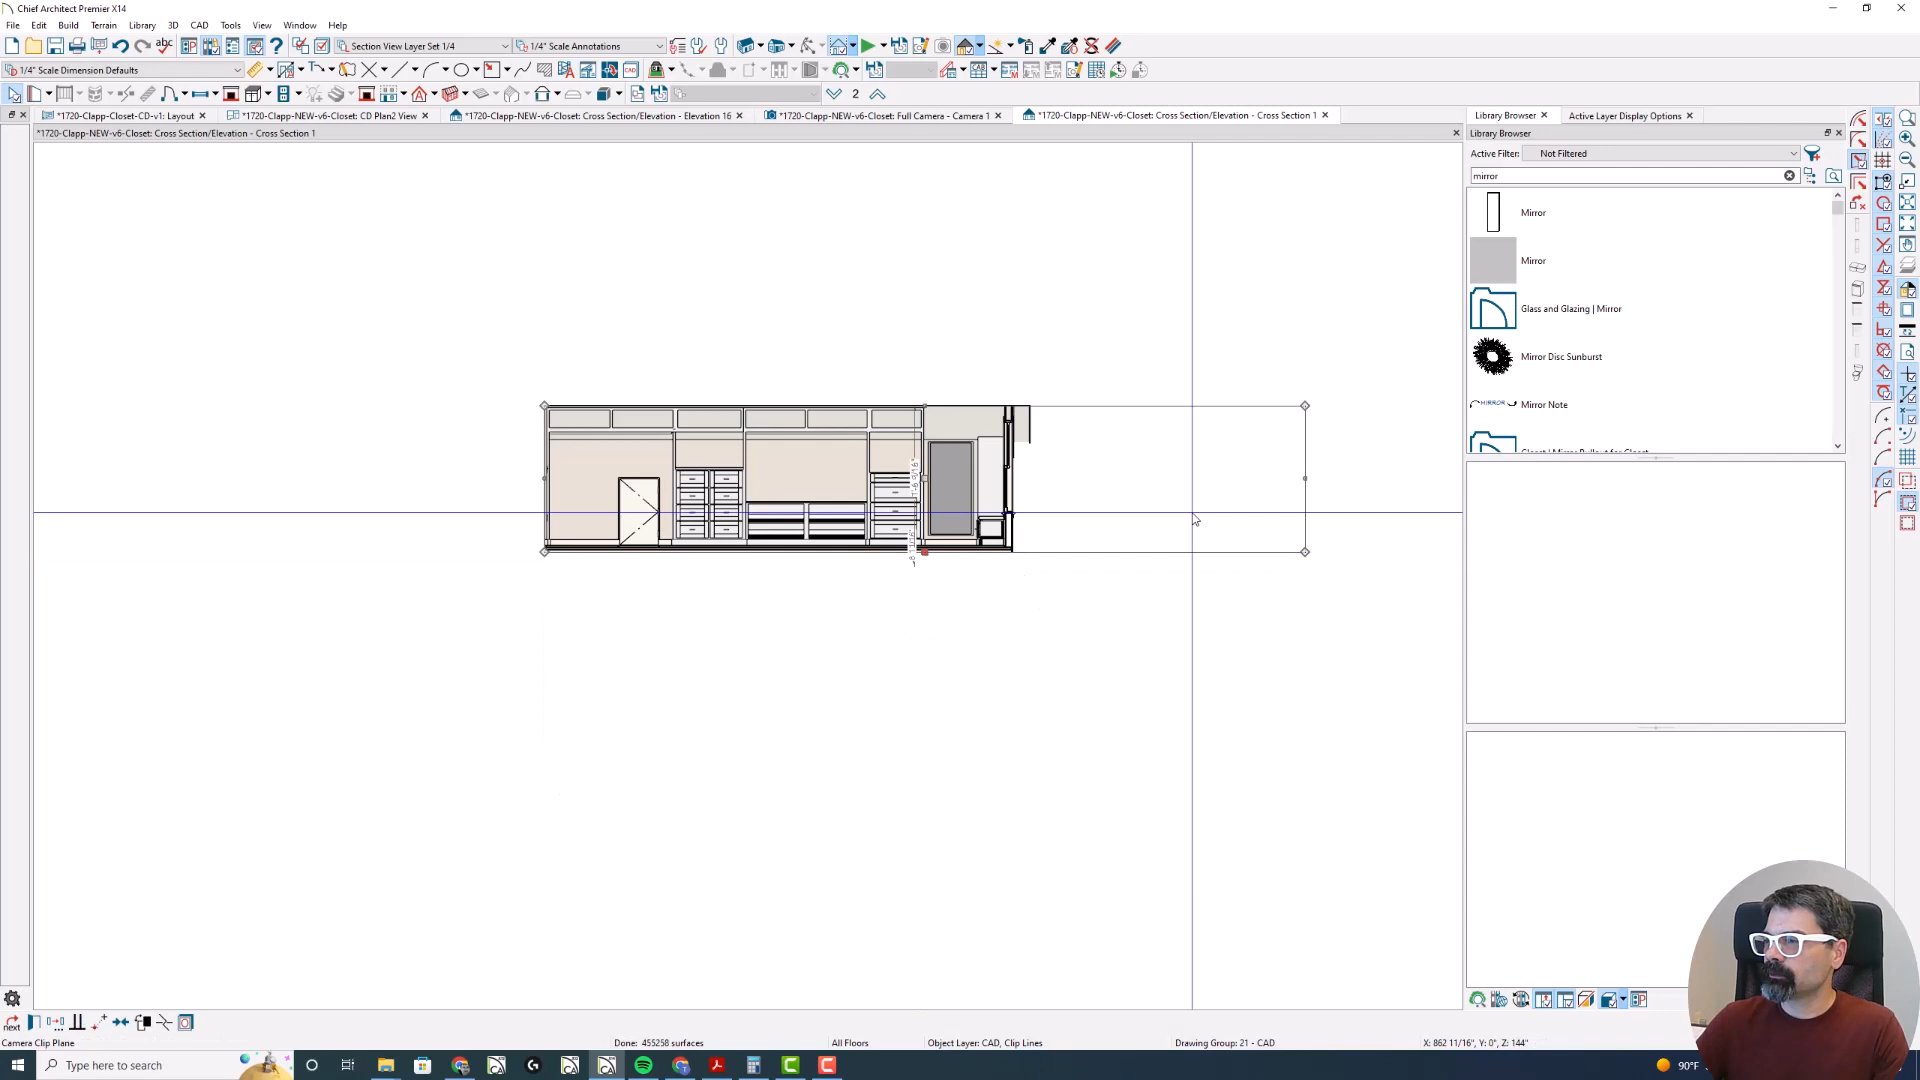 Chief Architect Premier X14
File Edit Build Terrain Library 3D CAD Tools View Window Help
Section View Layer Set 1/4 1/4" Scale Annotations
1/4" Scale Dimension Defaults
2
*1720-Clapp-Closet-CD-v1: Layout *1720-Clapp-NEW-v6-Closet: CD Plan2 View *1720-Clapp-NEW-v6-Closet: Cross Section/Elevation - Elevation 16 *1720-Clapp-NEW-v6-Closet: Full Camera - Camera 1 *1720-Clapp-NEW-v6-Closet: Cross Section/Elevation - Cross Section 1
*1720-Clapp-NEW-v6-Closet: Cross Section/Elevation - Cross Section 1
Library Browser Active Layer Display Options
Library Browser
Active Filter: Not Filtered
mirror
Mirror
Mirror
Glass and Glazing | Mirror
Mirror Disc Sunburst
MIRROR Mirror Note
Closet | Mirror Pullout for Closet
next
Camera Clip Plane Done: 455258 surfaces All Floors Object Layer: CAD, Clip Lines Drawing Group: 21 - CAD X: 862 11/16", Y: 0", Z: 144"
Type here to search
90°F